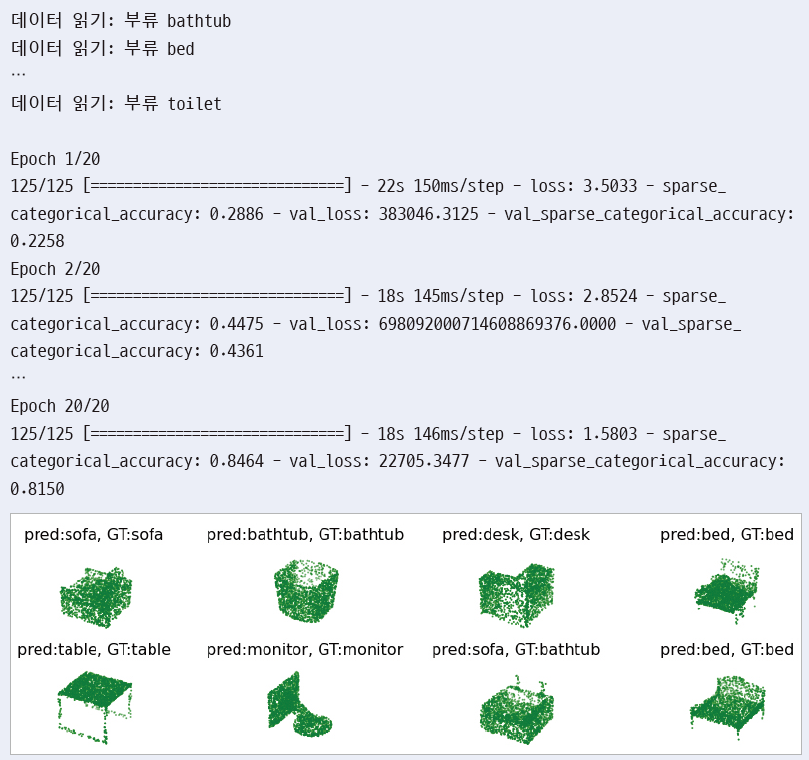 데이터 읽기: 부류 bathtub
데이터 읽기: 부류 bed
…
데이터 읽기: 부류 toilet
Epoch 1/20
125/125 [==============================] - 22s 150ms/step - loss: 3.5033 - sparse_
categorical_accuracy: 0.2886 - val_loss: 383046.3125 - val_sparse_categorical_accuracy:
0.2258
Epoch 2/20
125/125 [==============================] - 18s 145ms/step - loss: 2.8524 - sparse_
categorical_accuracy: 0.4475 - val_loss: 698092000714608869376.0000 - val_sparse_
categorical_accuracy: 0.4361
…
Epoch 20/20
125/125 [==============================] - 18s 146ms/step - loss: 1.5803 - sparse_
categorical_accuracy: 0.8464 - val_loss: 22705.3477 - val_sparse_categorical_accuracy:
0.8150
pred:sofa, GT:sofa pred:bathtub, GT:bathtub pred:desk, GT:desk pred:bed, GT:bed
pred:table, GT:table pred:monitor, GT:monitor pred:sofa, GT:bathtub pred:bed, GT:bed